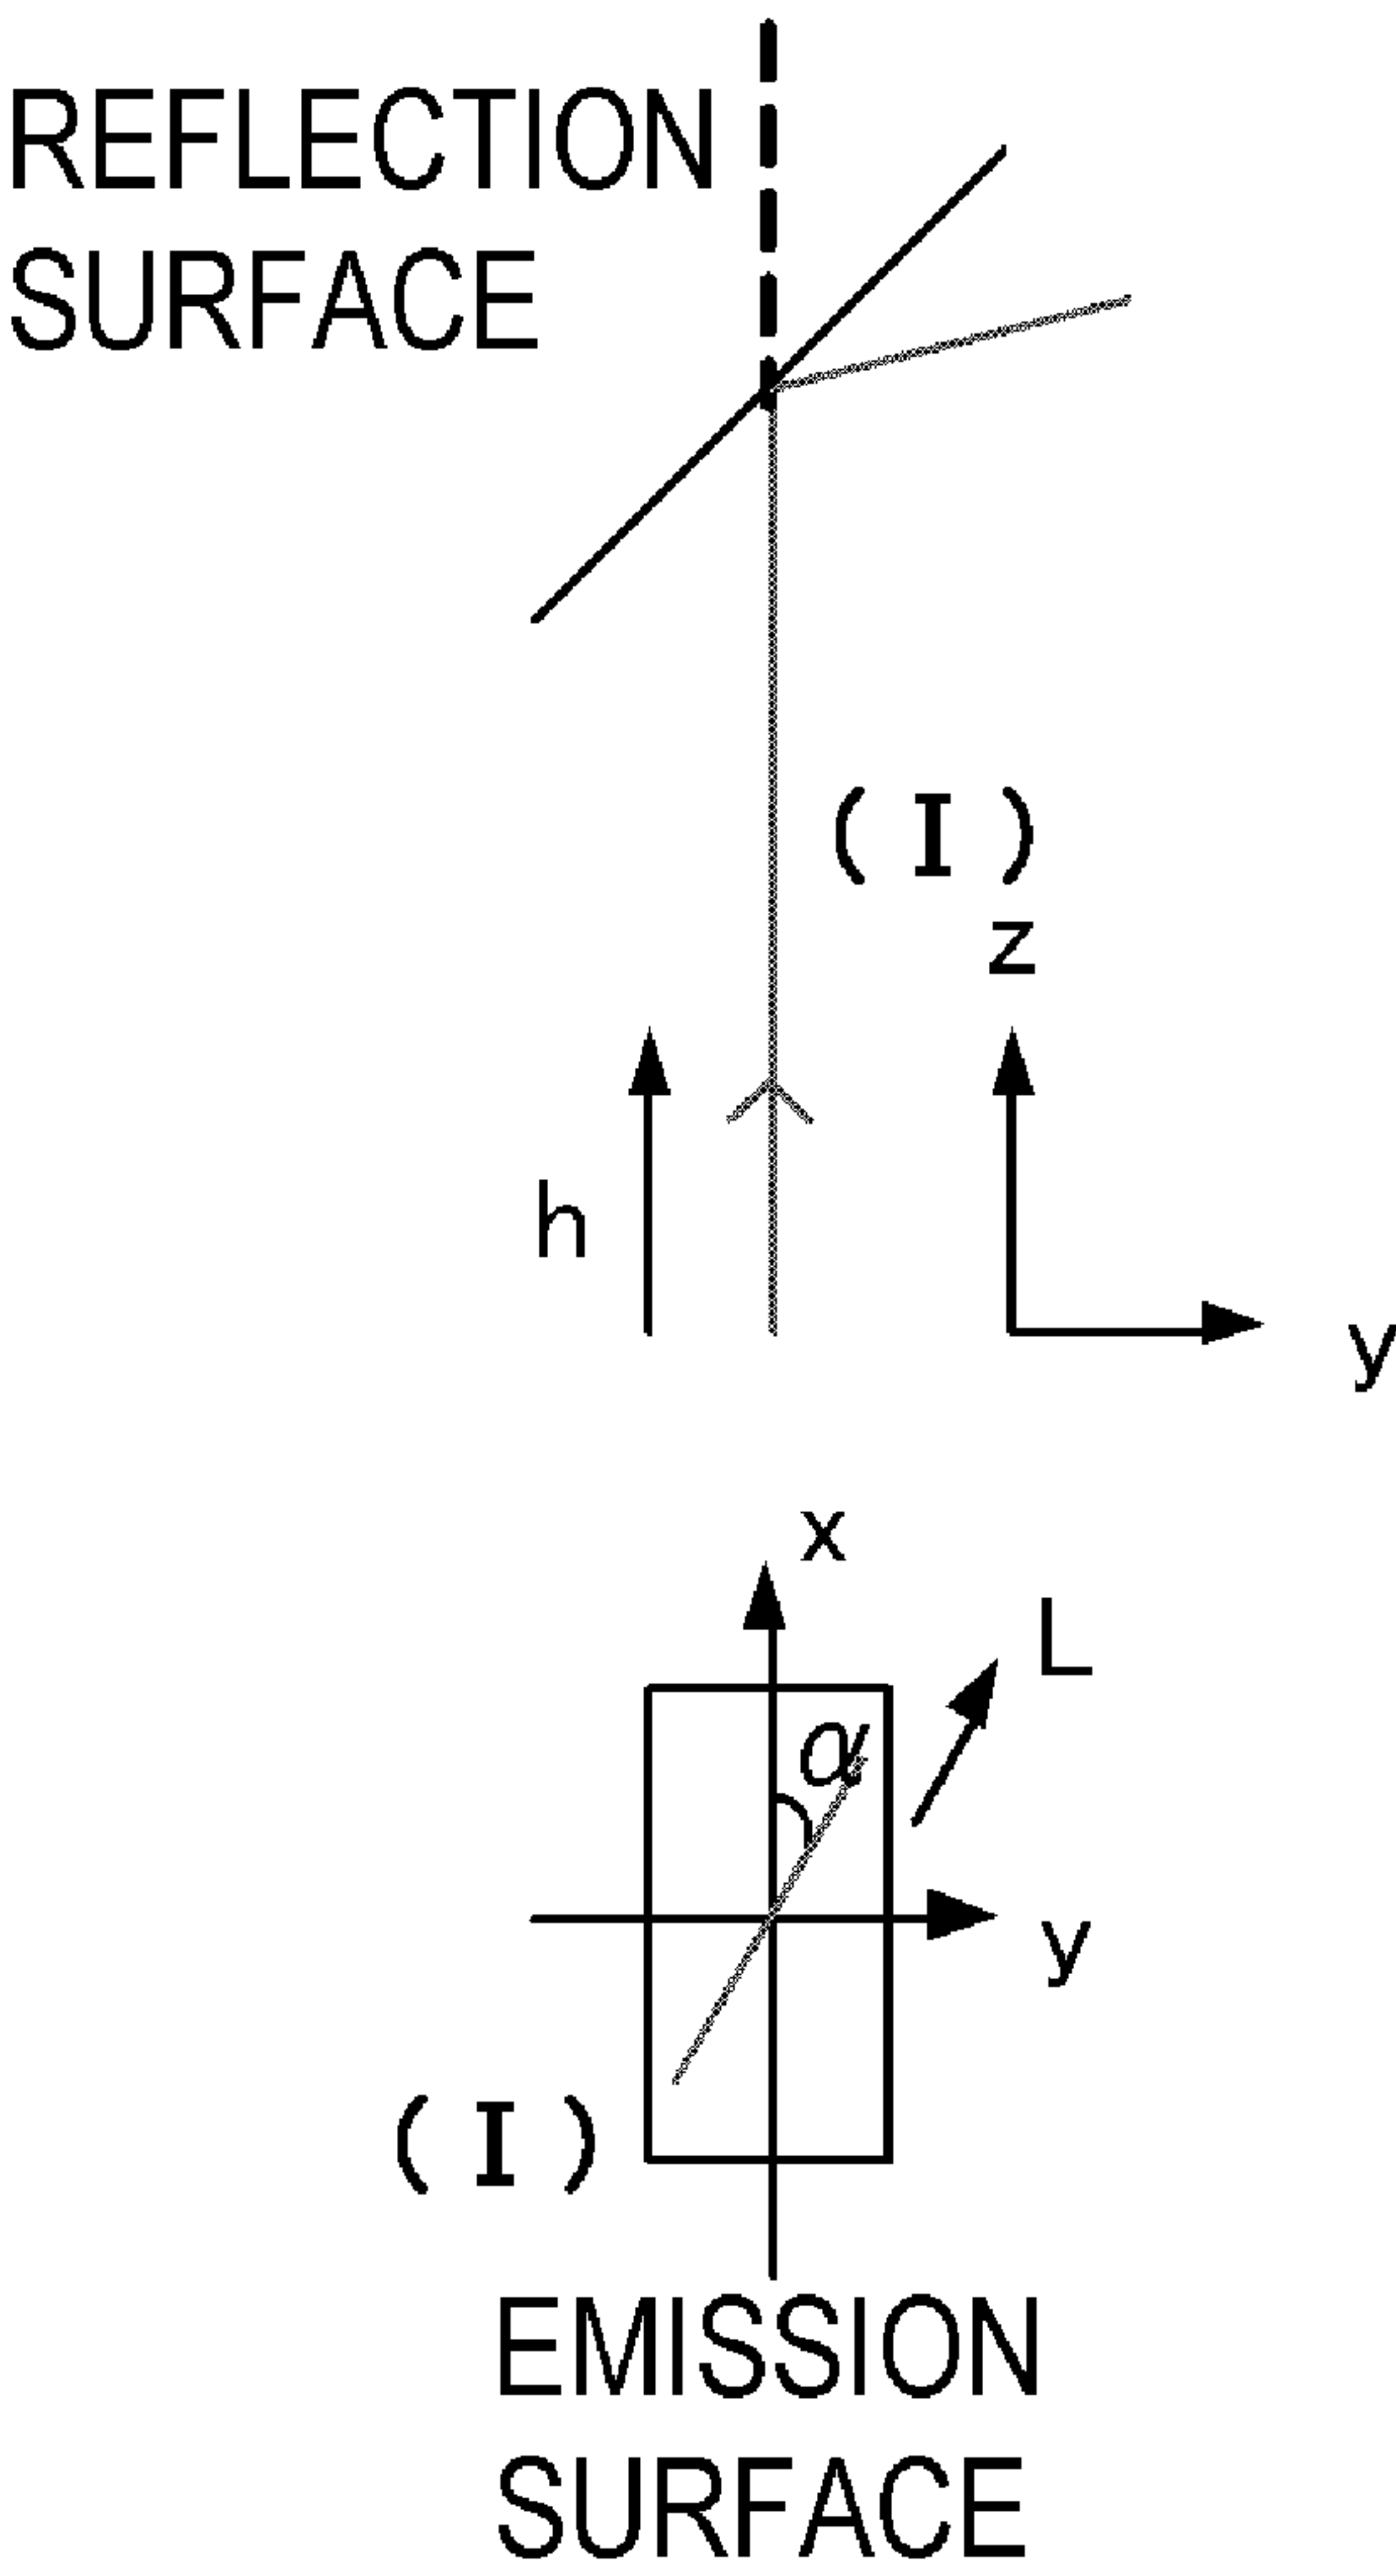 REFLECTION
SURFACE
( I )
z
h
y
x
L
α
y
( I )
EMISSION
SURFACE